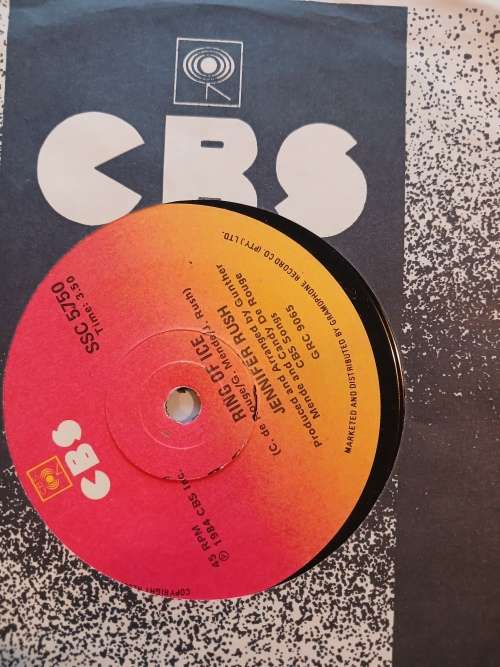 CBS
SSC 5750
Time: 3:50
CBS
RING OF ICE
(C. de Rouge/G. Mende/J. Rush)
JENNIFER RUSH
Produced and Arranged by Gunther
Mende and Candy De Rouge
CBS Songs
GRC 9065
45 RPM
Ⓟ 1984 CBS Inc.
MARKETED AND DISTRIBUTED BY GRAMOPHONE RECORD CO (PTY) LTD.
COPYRIGHT